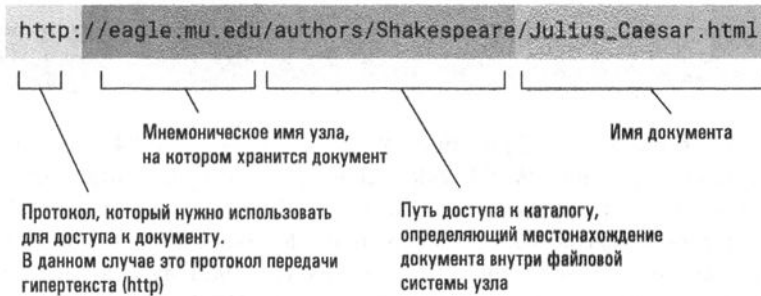 http://eagle.mu.edu/authors/Shakespeare/Julius_Caesar.html
Мнемоническое имя узла,
на котором хранится документ
Имя документа
Протокол, который нужно использовать
для доступа к документу.
В данном случае это протокол передачи
гипертекста (http)
Путь доступа к каталогу,
определяющий местонахождение
документа внутри файловой
системы узла